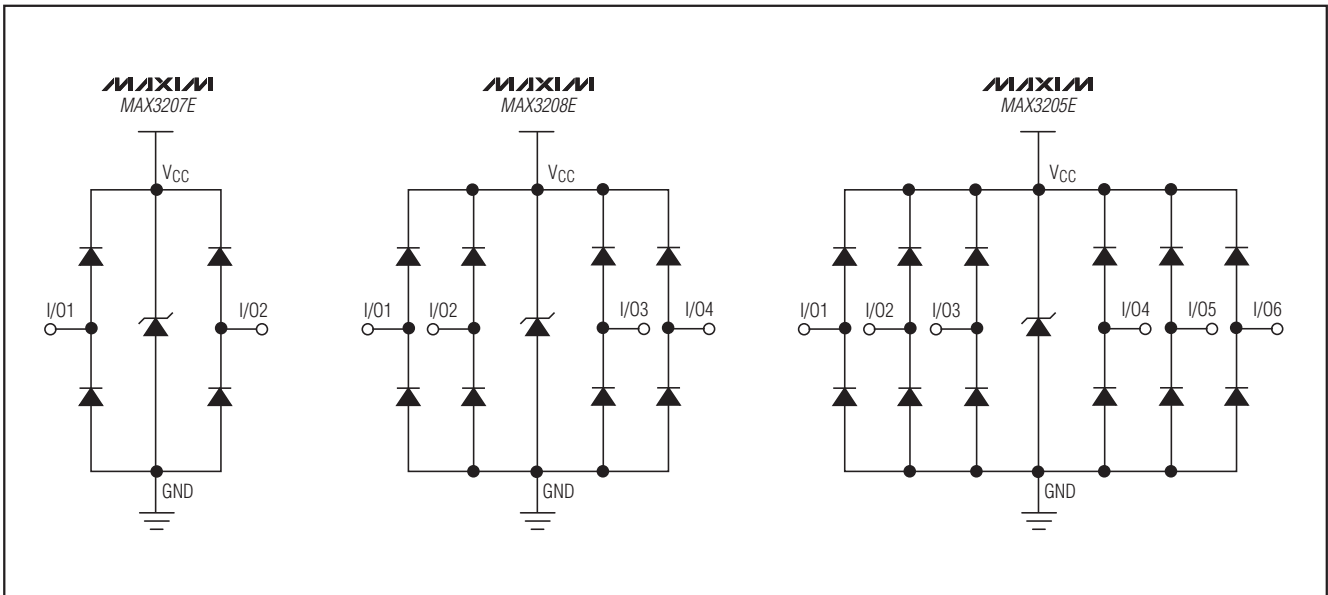 MAXIM
MAX3207E
VCC
I/O1
I/O2
GND
MAXIM
MAX3208E
VCC
I/O1
I/O2
I/O3
I/O4
GND
MAXIM
MAX3205E
VCC
I/O1
I/O2
I/O3
I/O4
I/O5
I/O6
GND